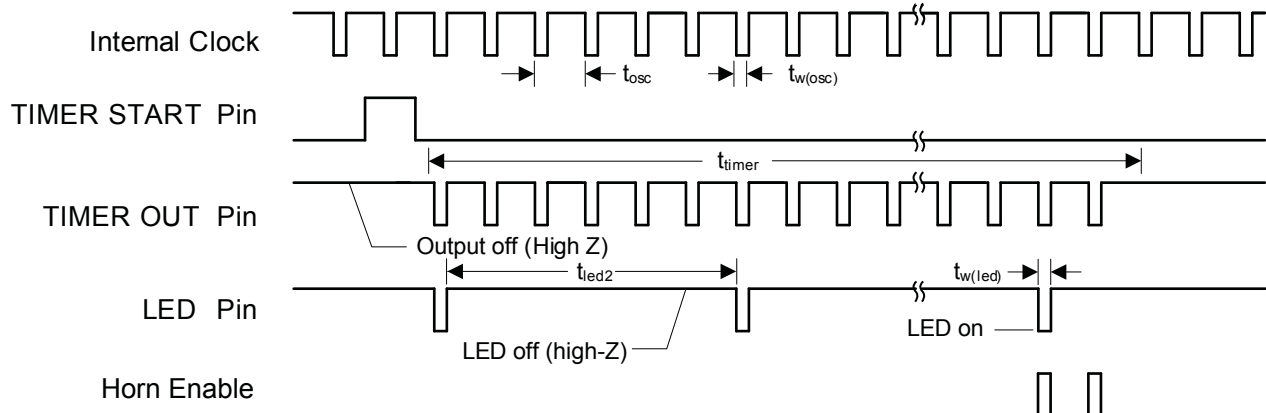 Internal Clock
tosc
tw(osc)
TIMER START Pin
ttimer
TIMER OUT Pin
Output off (High Z)
tled2
tw(led)
LED Pin
LED on
LED off (high-Z)
Horn Enable